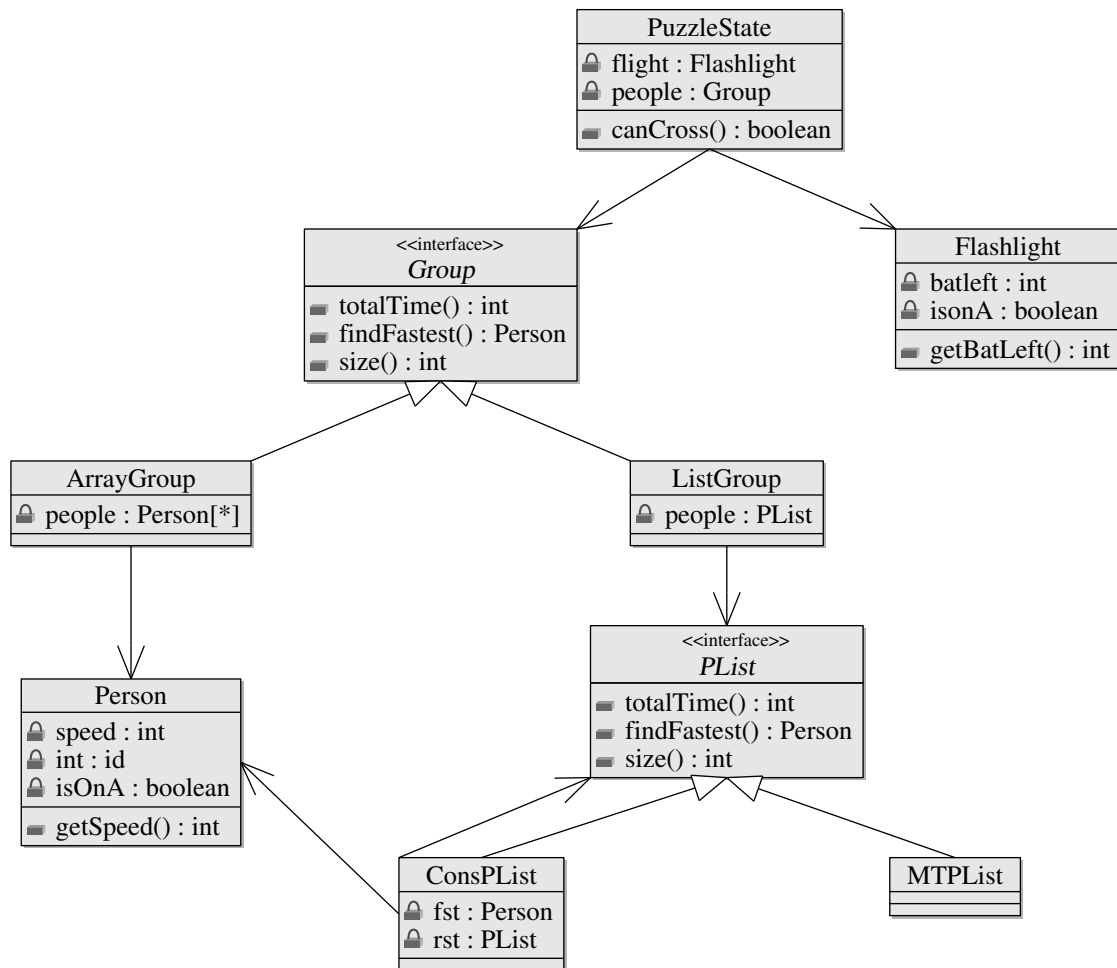 PuzzleState
flight : Flashlight
people : Group
canCross() : boolean
<<interface>>
Group
totalTime() : int
findFastest() : Person
size() : int
Flashlight
batleft : int
isonA : boolean
getBatLeft() : int
ArrayGroup
people : Person[*]
ListGroup
people : PList
<<interface>>
PList
totalTime() : int
findFastest() : Person
size() : int
Person
speed : int
int : id
isOnA : boolean
getSpeed() : int
ConsPList
fst : Person
rst : PList
MTPList